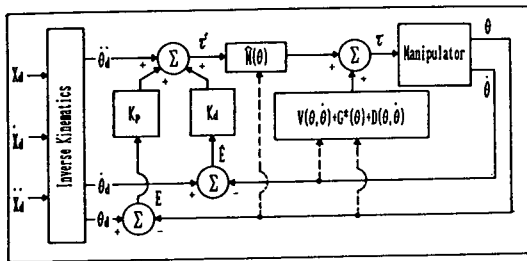 Ẍd
Ẋd
Xd
Inverse Kinematics
θ̈d
+
Σ
+
+
τ'
M̂(θ)
+
Σ
+
τ
Manipulator
θ
θ̇
Kp
Kd
V(θ,θ̇)+G*(θ)+D(θ,θ̇)
Ė
θ̇d
+
Σ
-
E
θd
+
Σ
-